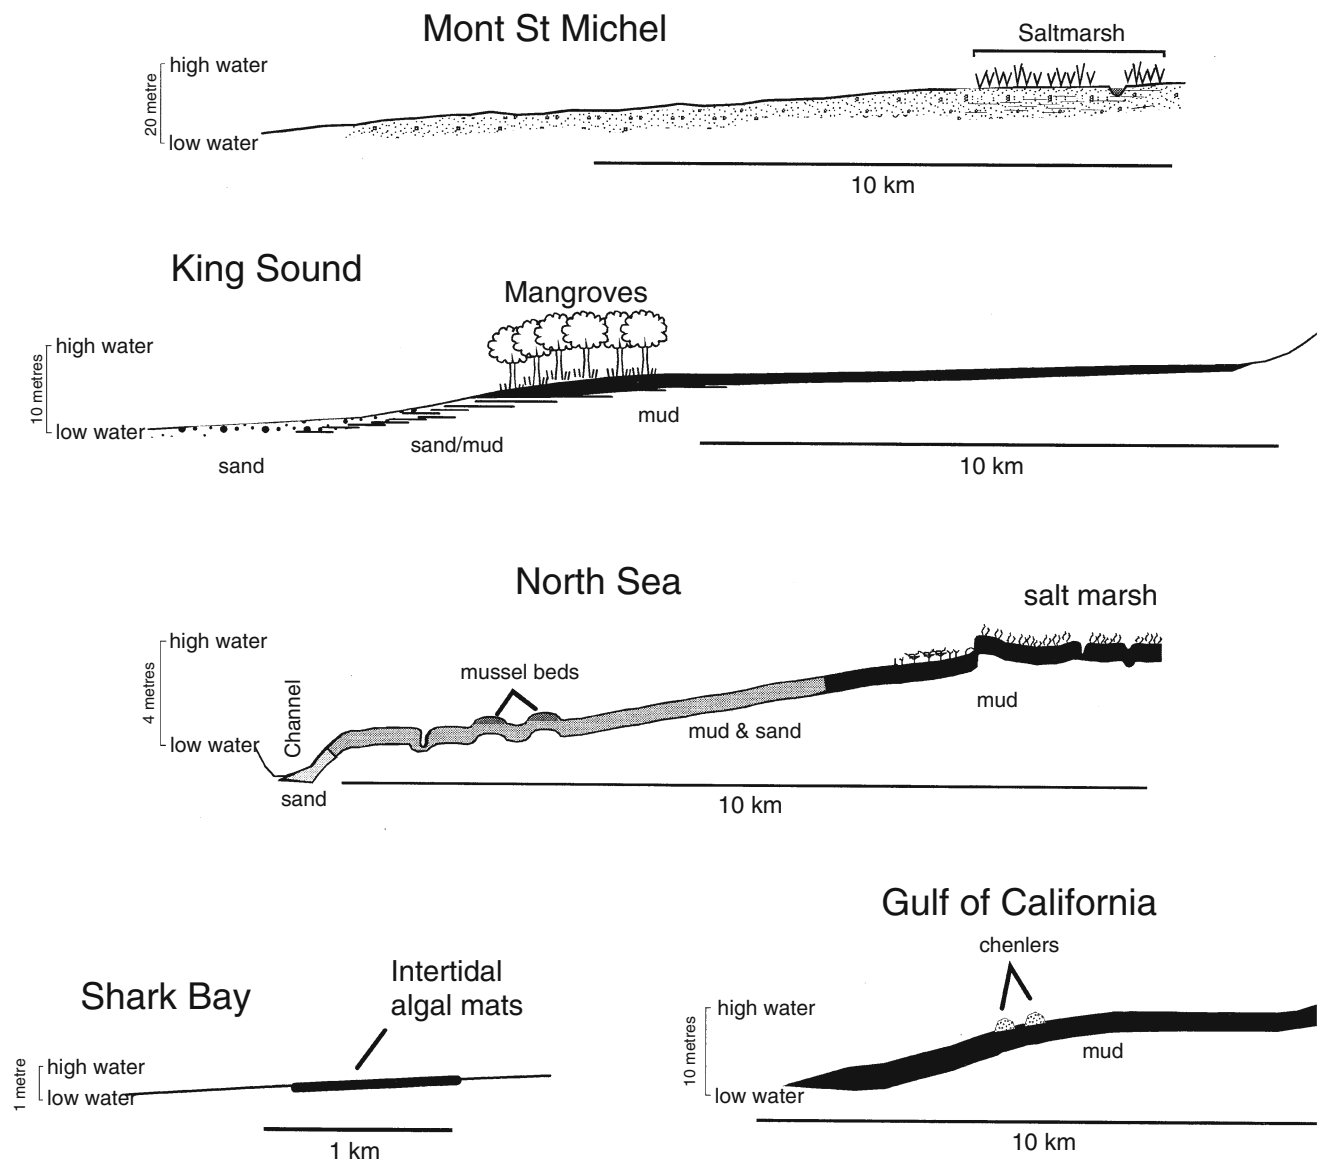 Mont St Michel
Saltmarsh
high water
20 metre
low water
10 km
King Sound
Mangroves
high water
10 metres
low water
mud
sand/mud
sand
10 km
North Sea
salt marsh
high water
mussel beds
4 metres
Channel
low water
mud
mud & sand
sand
10 km
Gulf of California
chenlers
Shark Bay
Intertidal
algal mats
high water
10 metres
mud
low water
10 km
high water
1 metre
low water
1 km